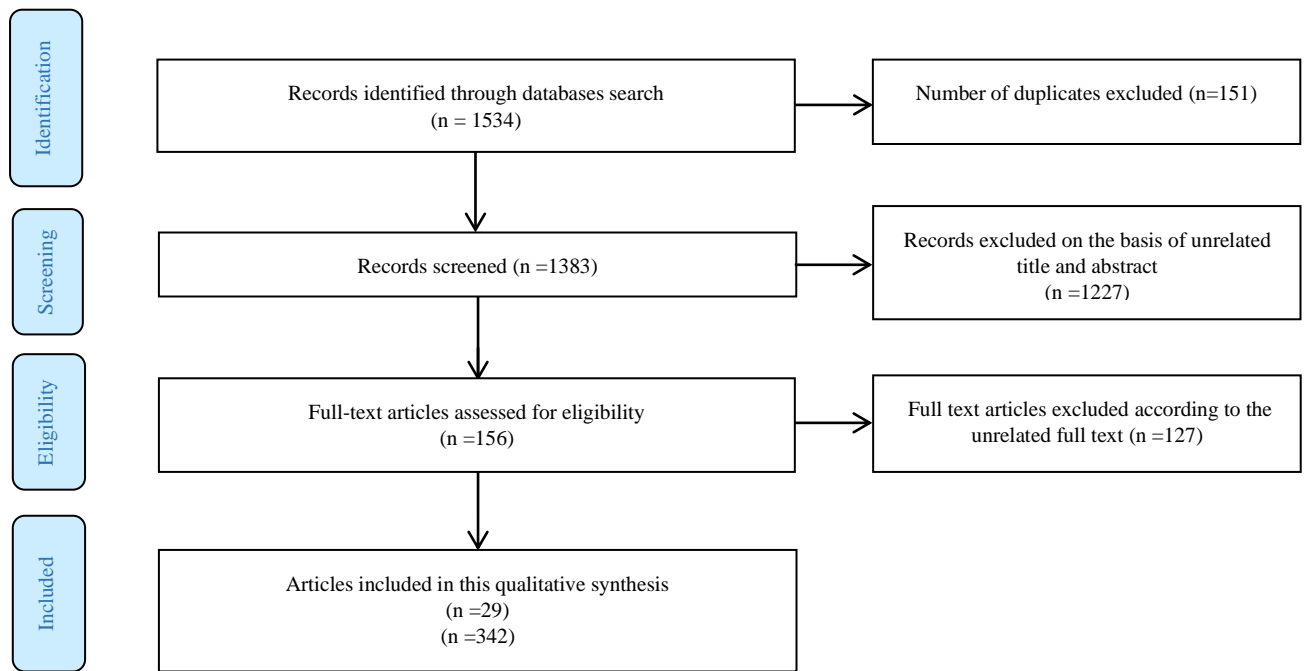 Identification
Records identified through databases search
(n = 1534)
Number of duplicates excluded (n=151)
Screening
Records screened (n =1383)
Records excluded on the basis of unrelated
title and abstract
(n =1227)
Eligibility
Full-text articles assessed for eligibility
(n =156)
Full text articles excluded according to the
unrelated full text (n =127)
Included
Articles included in this qualitative synthesis
(n =29)
(n =342)